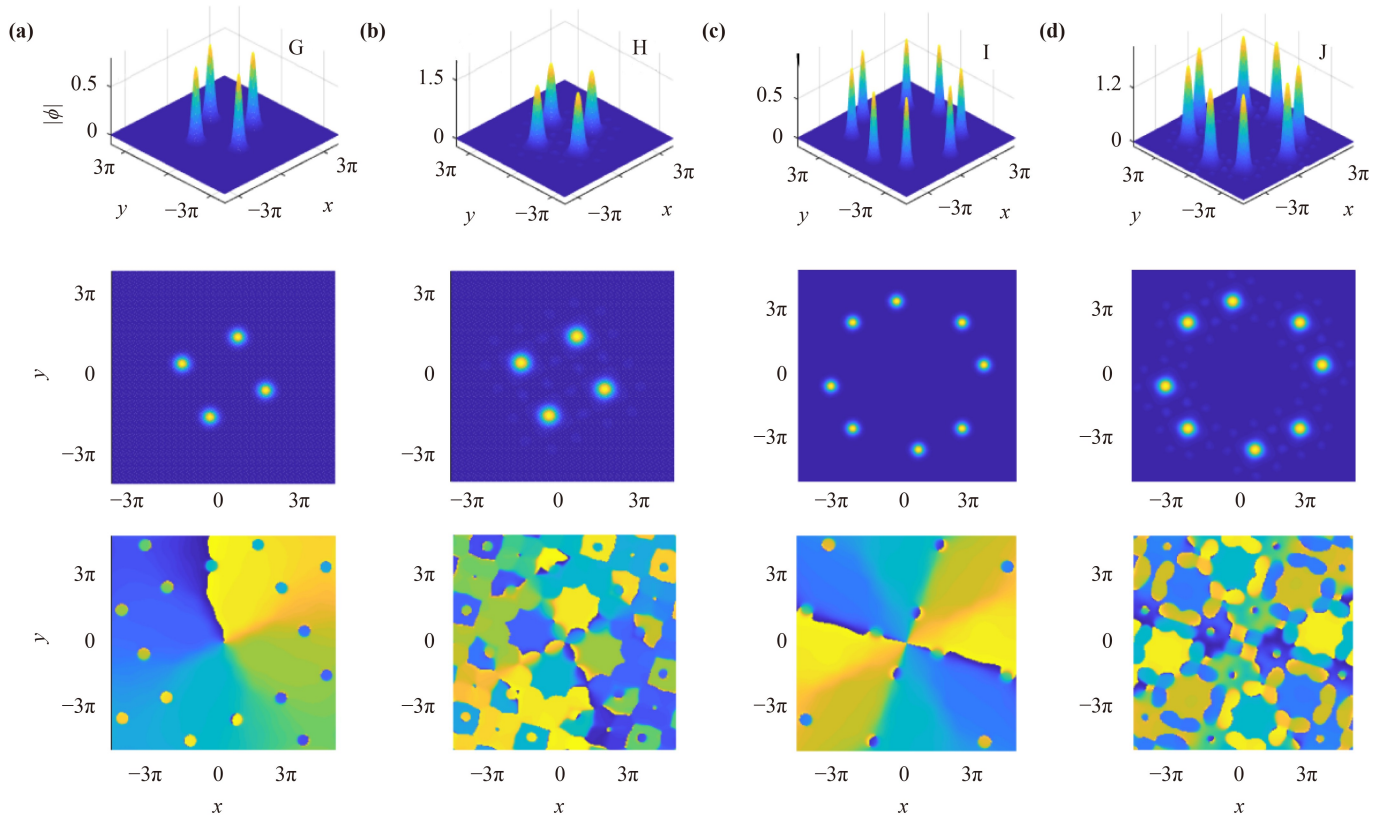 (a) G (b) H (c) I (d) J
0.5 1.5 0.5 1.2
|ϕ|
0 0 0 0
3π 3π 3π 3π 3π 3π
y −3π −3π x y −3π −3π x y −3π −3π x y −3π −3π x
3π 3π 3π 3π
y 0 0 0 0
−3π −3π −3π −3π
−3π 0 3π −3π 0 3π −3π 0 3π −3π 0 3π
3π 3π 3π 3π
y 0 0 0 0
−3π −3π −3π −3π
−3π 0 3π −3π 0 3π −3π 0 3π −3π 0 3π
x x x x